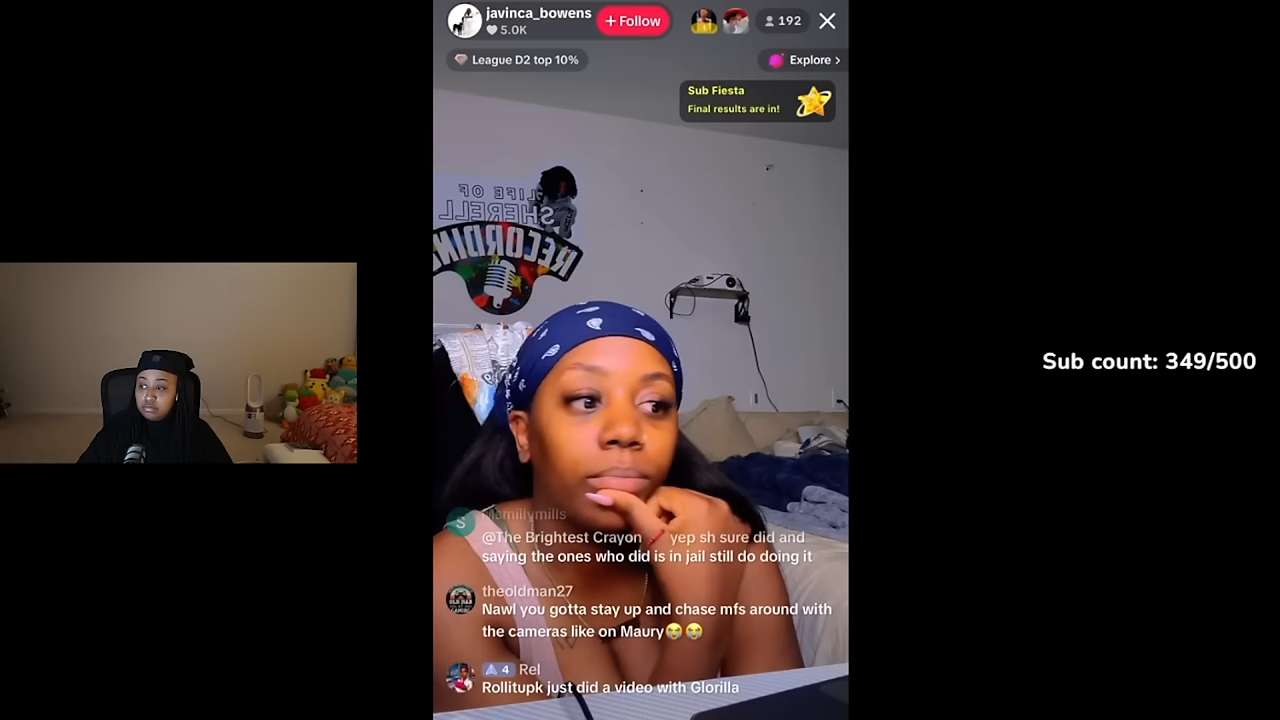 javinca_bowens
5.0K
+ Follow
192
League D2 top 10%
Explore >
Sub Fiesta
Final results are in!
LIFE OF
SHERELL
RECORDIN
Sub count: 349/500
S
@The Brightest Crayon yep sh sure did and
saying the ones who did is in jail still do doing it
theoldman27
Nawl you gotta stay up and chase mfs around with
the cameras like on Maury😭😭
4 Rel
Rollitupk just did a video with Glorilla